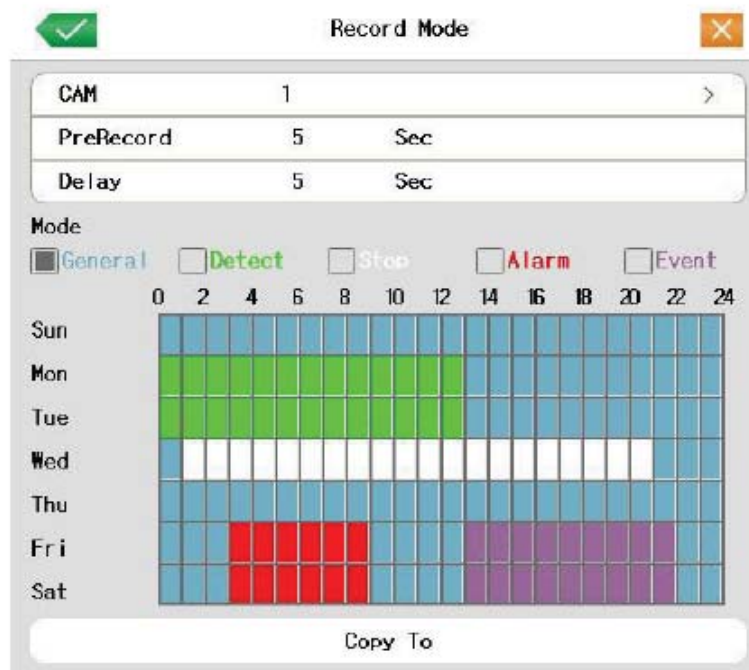 Record Mode
CAM 1 >
PreRecord 5 Sec
Delay 5 Sec
Mode
General Detect Stop Alarm Event
0 2 4 6 8 10 12 14 16 18 20 22 24
Sun
Mon
Tue
Wed
Thu
Fri
Sat
Copy To